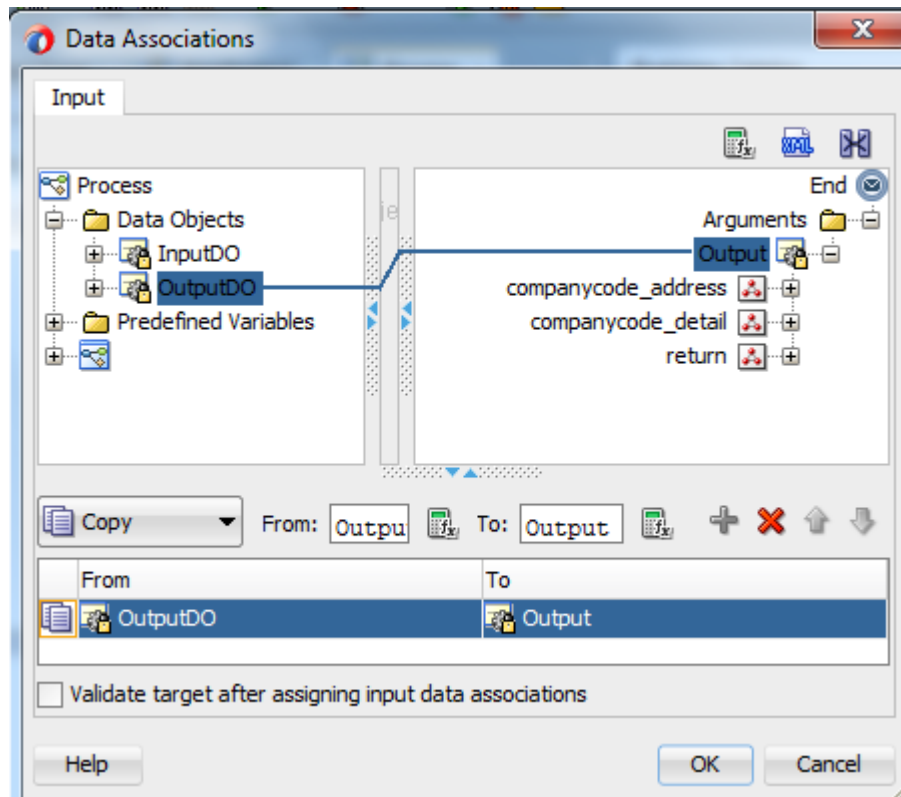 Data Associations
Input
Process
Data Objects
InputDO
OutputDO
Predefined Variables
End
Arguments
Output
companycode_address
companycode_detail
return
Copy
From: Outpu To: Output
From To
OutputDO Output
Validate target after assigning input data associations
Help OK Cancel